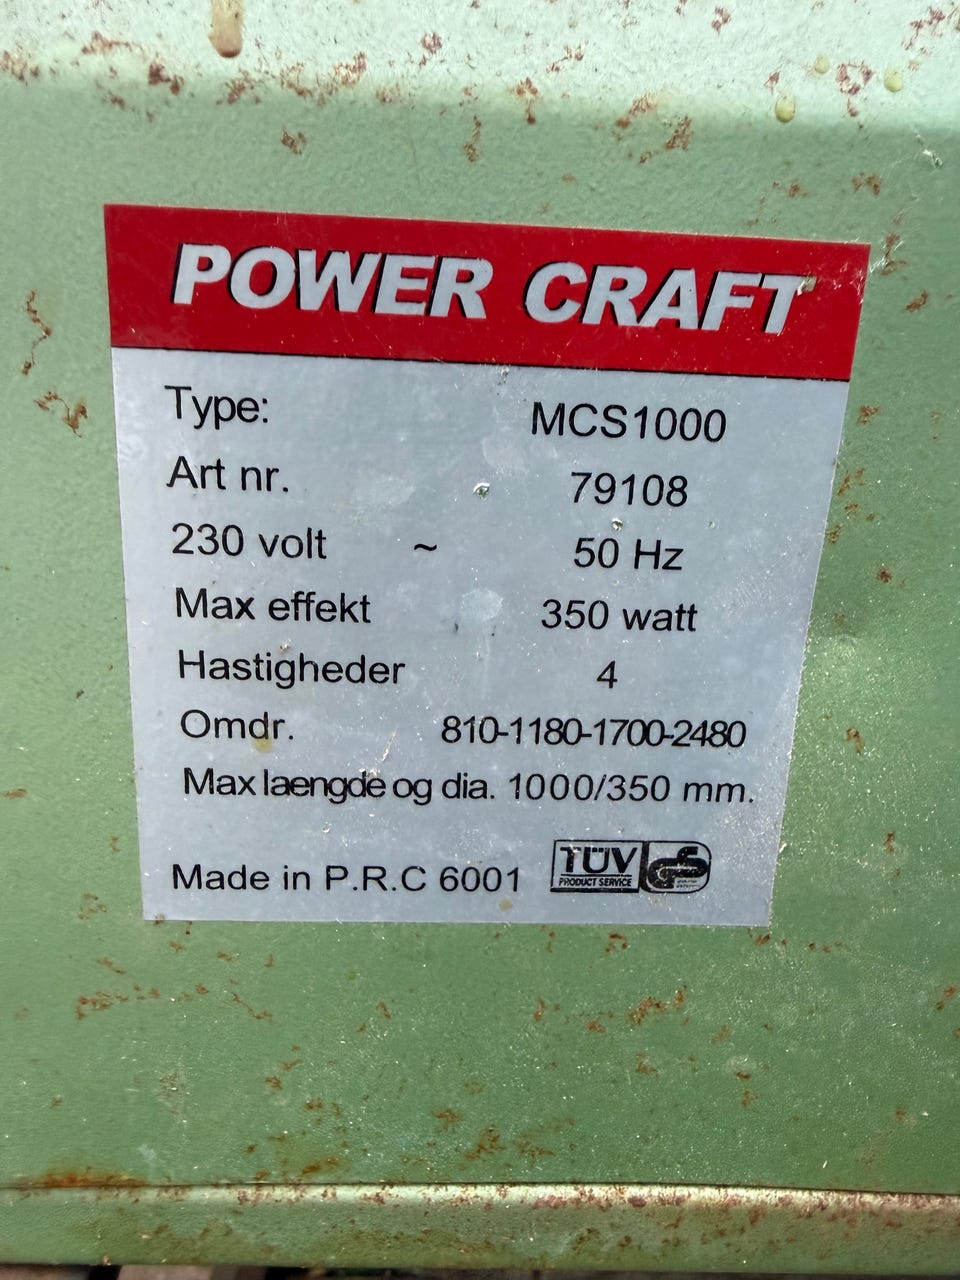 POWER CRAFT
Type: MCS1000
Art nr. 79108
230 volt ~ 50 Hz
Max effekt 350 watt
Hastigheder 4
Omdr. 810-1180-1700-2480
Max laengde og dia. 1000/350 mm.
Made in P.R.C 6001
TÜV
PRODUCT SERVICE
GS